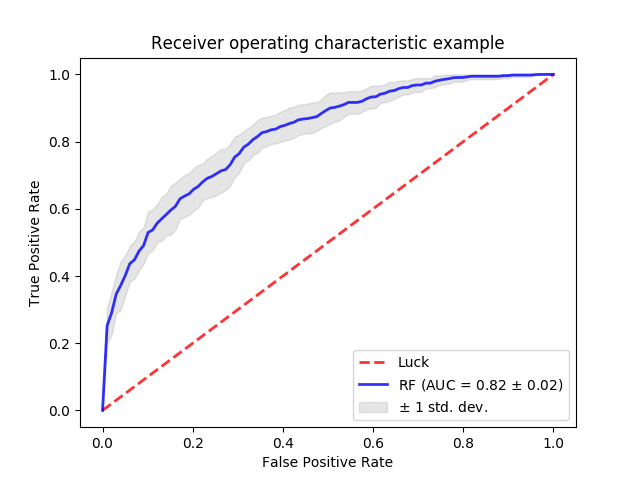 Receiver operating characteristic example
1.0
0.8
0.6
0.4
0.2
0.0
True Positive Rate
Luck
RF (AUC = 0.82 ± 0.02)
± 1 std. dev.
0.0 0.2 0.4 0.6 0.8 1.0
False Positive Rate